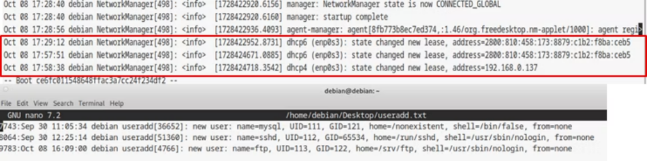 Oct 08 17:28:40 debian NetworkManager[498]: <info> [1728422920.6156] manager: NetworkManager state is now CONNECTED_GLOBAL
Oct 08 17:28:40 debian NetworkManager[498]: <info> [1728422920.6160] manager: startup complete
Oct 08 17:28:56 debian NetworkManager[498]: <info> [1728422936.4093] agent-manager: agent[8fb773b8ec7ed374,:1.46/org.freedesktop.nm-applet/1000]: agent regi
Oct 08 17:29:12 debian NetworkManager[498]: <info> [1728422952.8731] dhcp6 (enp0s3): state changed new lease, address=2800:810:458:173:8879:c1b2:f8ba:ceb5
Oct 08 17:57:51 debian NetworkManager[498]: <info> [1728424671.0885] dhcp6 (enp0s3): state changed new lease, address=2800:810:458:173:8879:c1b2:f8ba:ceb5
Oct 08 17:58:38 debian NetworkManager[498]: <info> [1728424718.3542] dhcp4 (enp0s3): state changed new lease, address=192.168.0.137
-- Boot ce6fc011548648ffac3a7cc24f234df2 --
debian@debian: ~
File Edit View Search Terminal Help
GNU nano 7.2 /home/debian/Desktop/useradd.txt
9743:Sep 30 11:05:34 debian useradd[36652]: new user: name=mysql, UID=111, GID=121, home=/nonexistent, shell=/bin/false, from=none
8064:Sep 30 12:25:14 debian useradd[51360]: new user: name=sshd, UID=112, GID=65534, home=/run/sshd, shell=/usr/sbin/nologin, from=none
9783:Oct 8 16:09:00 debian useradd[4766]: new user: name=ftp, UID=113, GID=122, home=/srv/ftp, shell=/usr/sbin/nologin, from=none